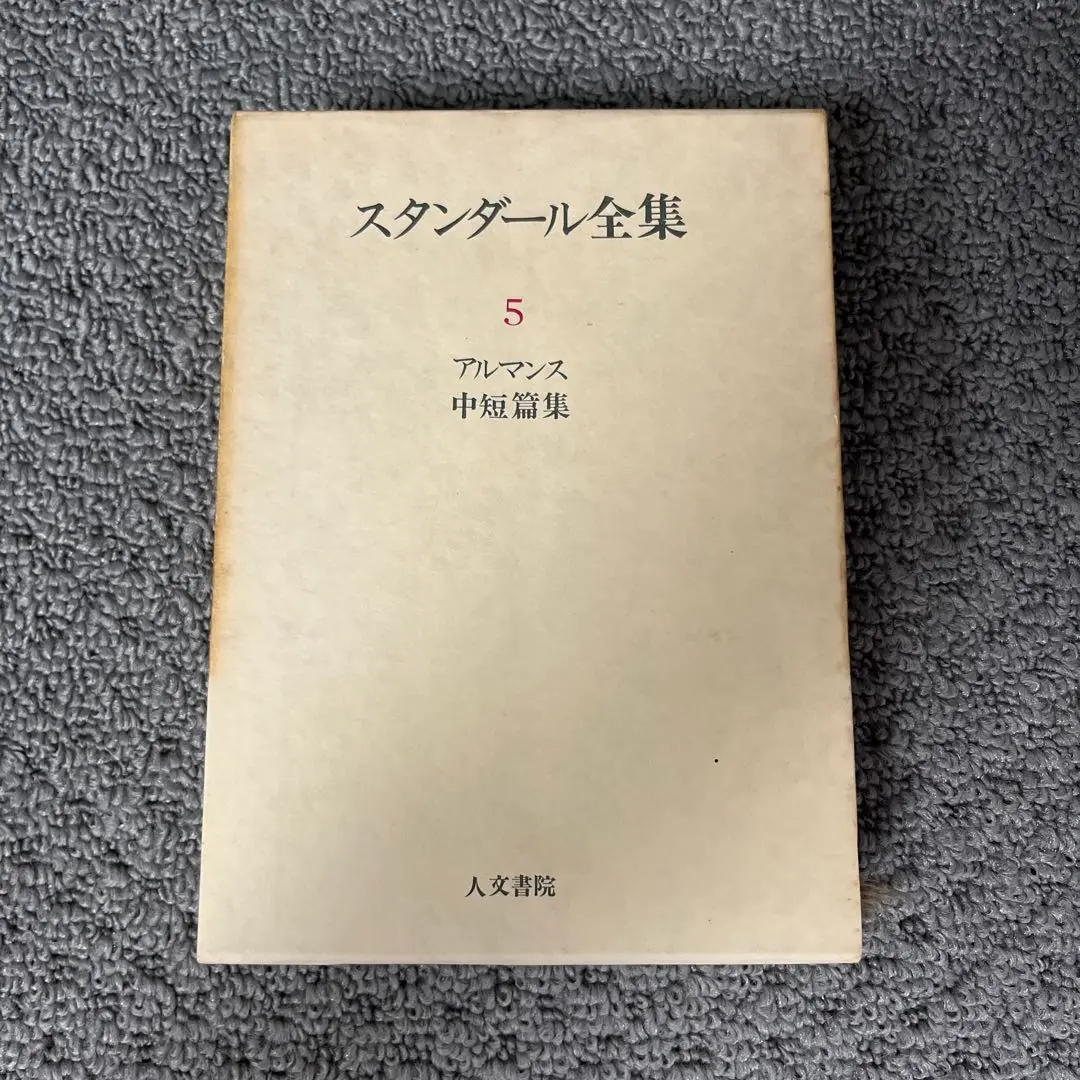 スタンダール全集
5
アルマンス
中短篇集
人文書院